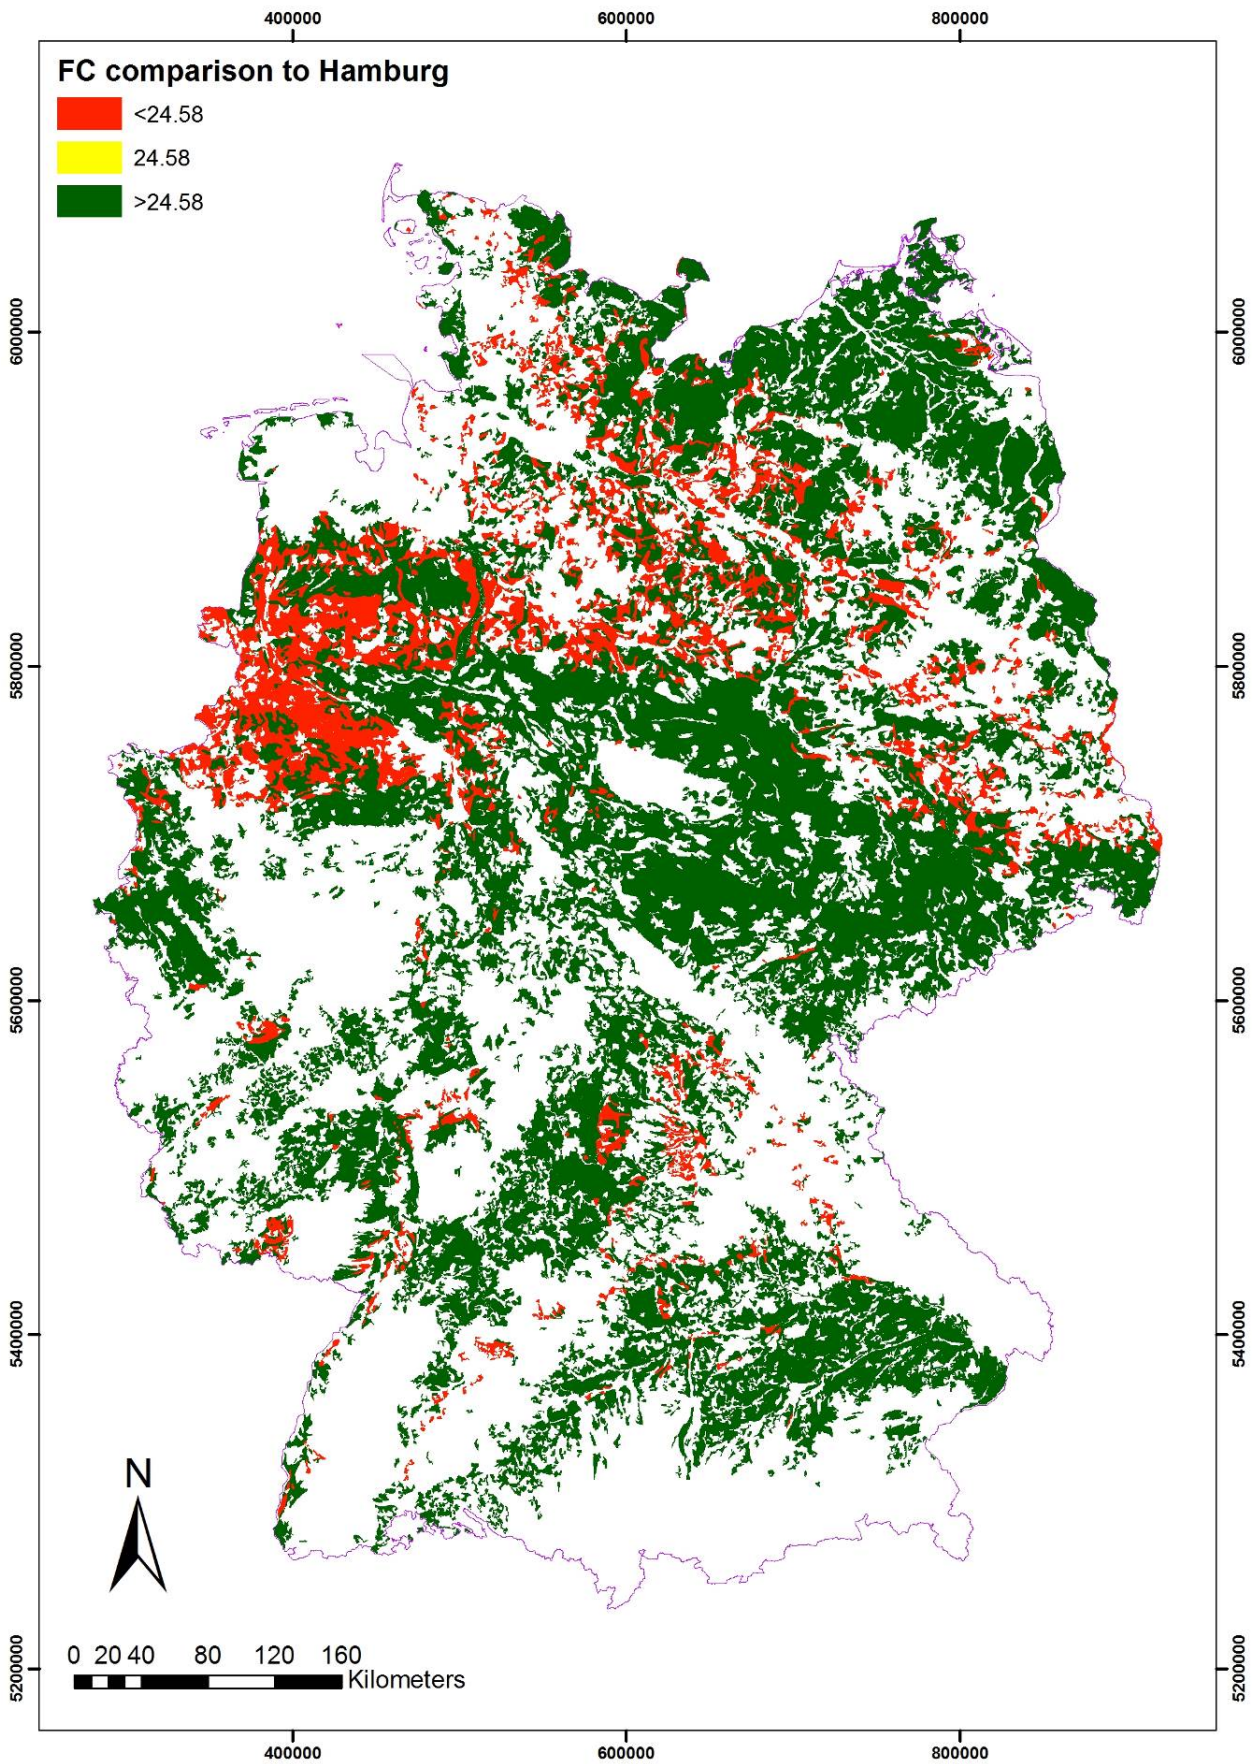 400000 600000 800000
FC comparison to Hamburg
<24.58
24.58
>24.58
6000000 6000000
5800000 5800000
5600000 5600000
5400000 5400000
N
0 20 40 80 120 160
Kilometers
5200000 5200000
400000 600000 800000